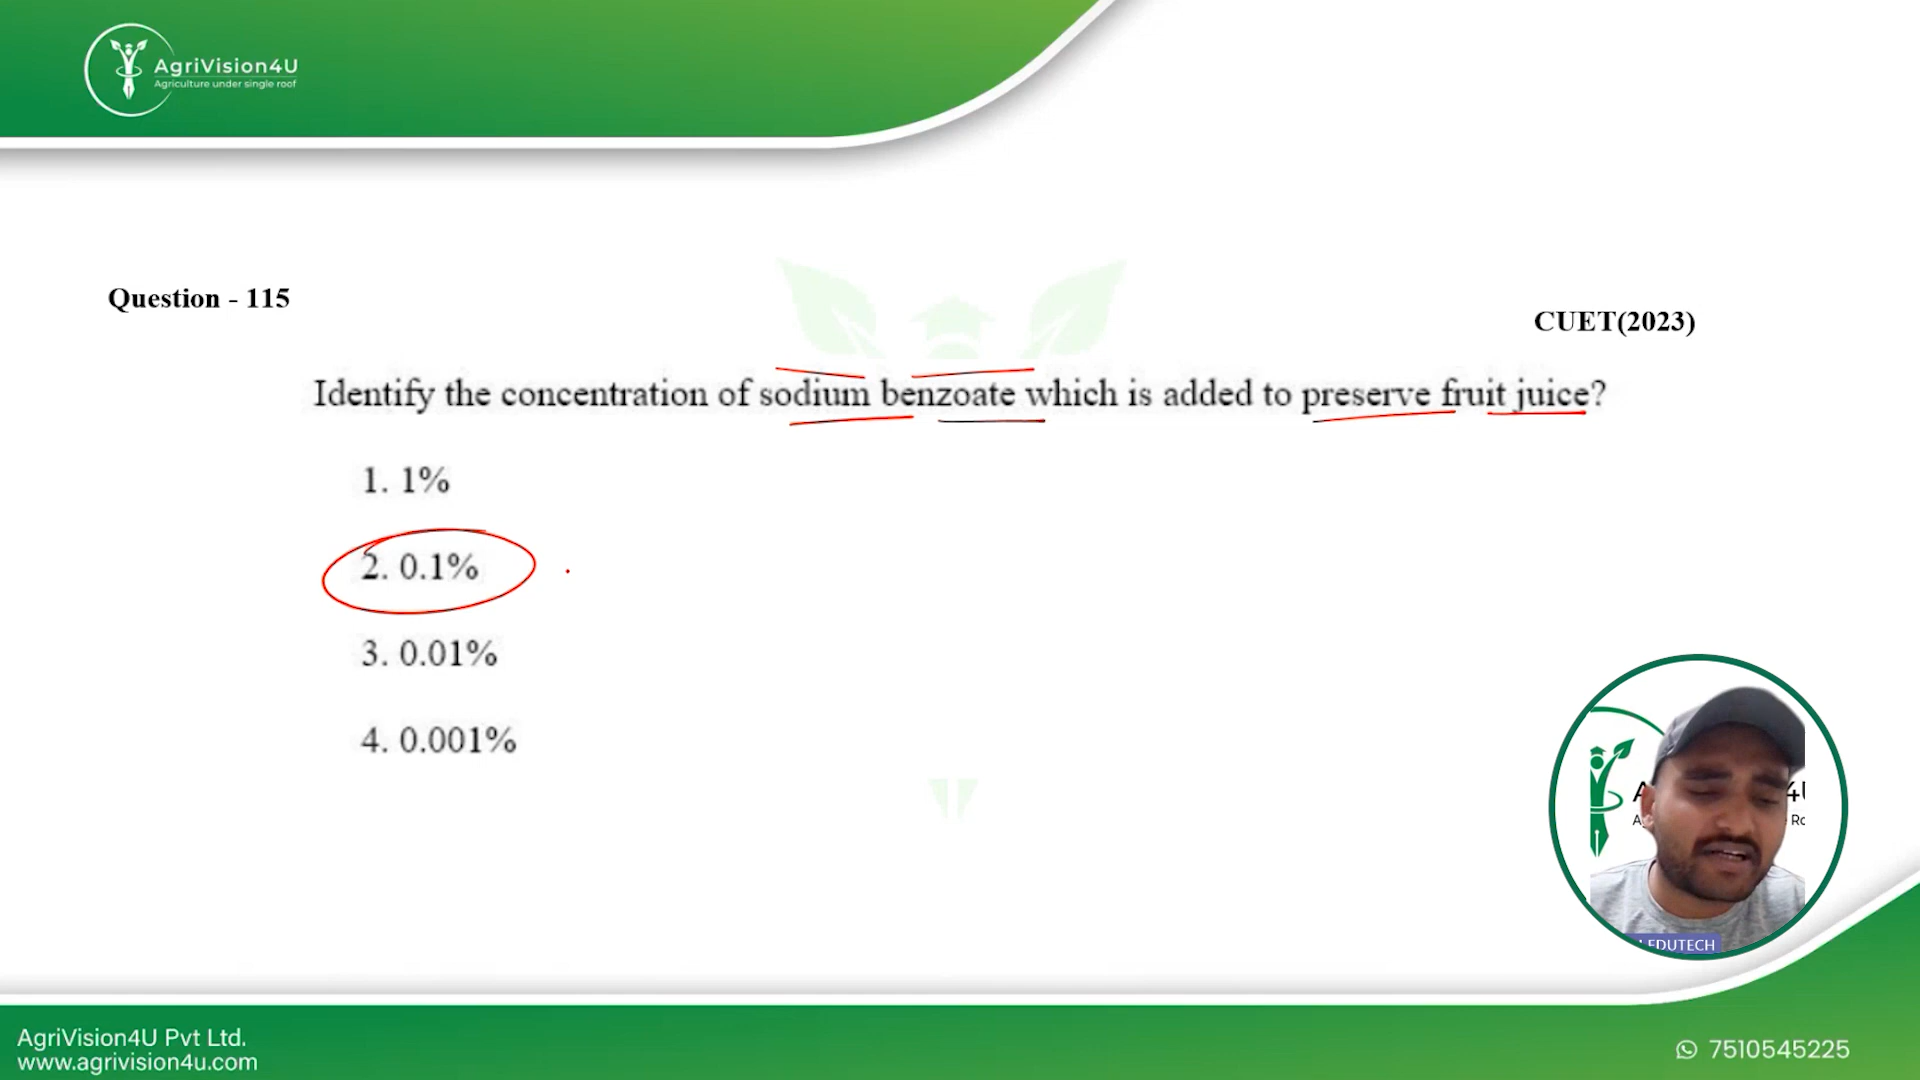 AgriVision4U
Agriculture under single roof
Question - 115
CUET(2023)
Identify the concentration of sodium benzoate which is added to preserve fruit juice?
1. 1%
2. 0.1%
3. 0.01%
4. 0.001%
4U
EDUTECH
AgriVision4U Pvt Ltd.
www.agrivision4u.com
7510545225